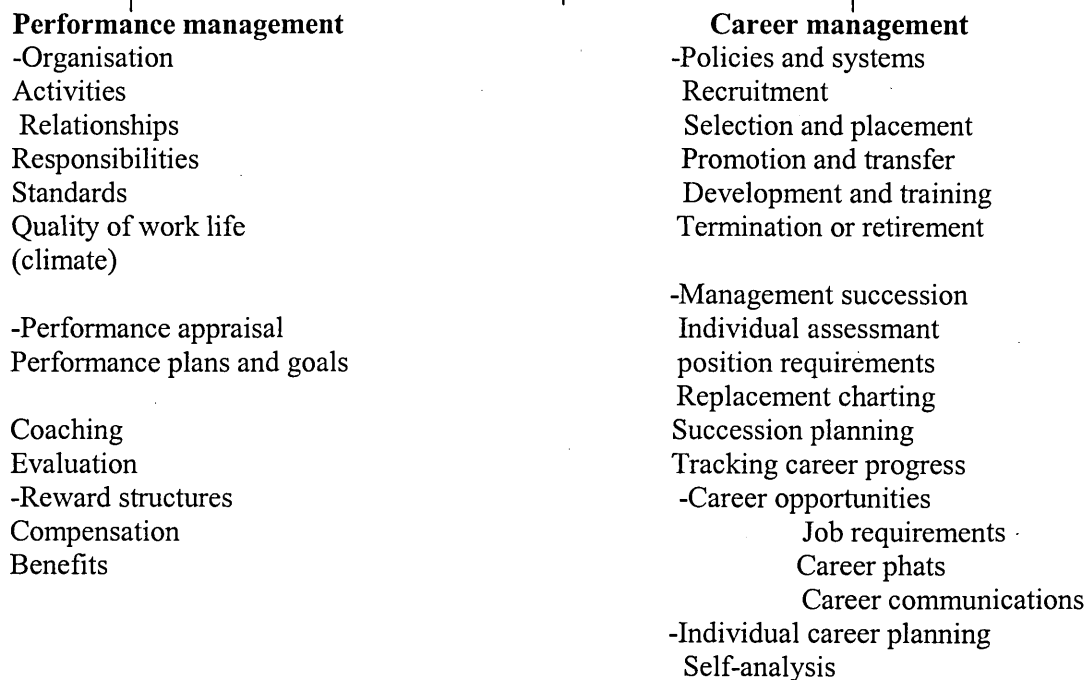 Performance management
-Organisation
Activities
Relationships
Responsibilities
Standards
Quality of work life
(climate)
-Performance appraisal
Performance plans and goals
Coaching
Evaluation
-Reward structures
Compensation
Benefits
Career management
-Policies and systems
Recruitment
Selection and placement
Promotion and transfer
Development and training
Termination or retirement
-Management succession
Individual assessmant
position requirements
Replacement charting
Succession planning
Tracking career progress
-Career opportunities
Job requirements
Career phats
Career communications
-Individual career planning
Self-analysis